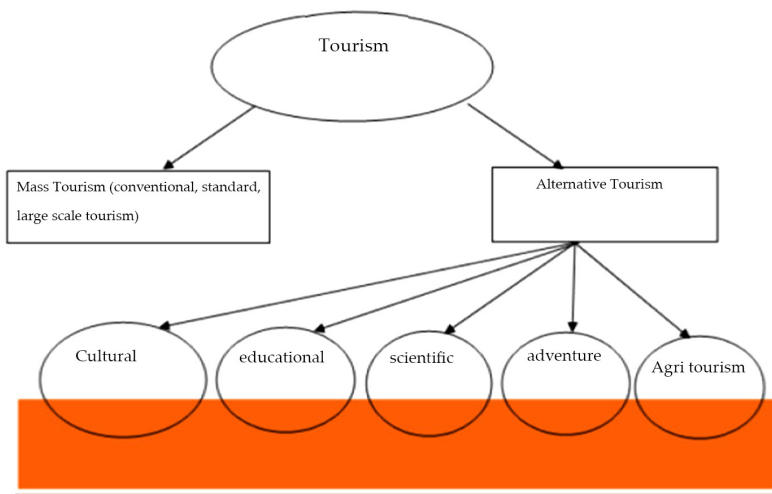 Tourism
Mass Tourism (conventional, standard,
large scale tourism)
Alternative Tourism
Cultural
educational
scientific
adventure
Agri tourism